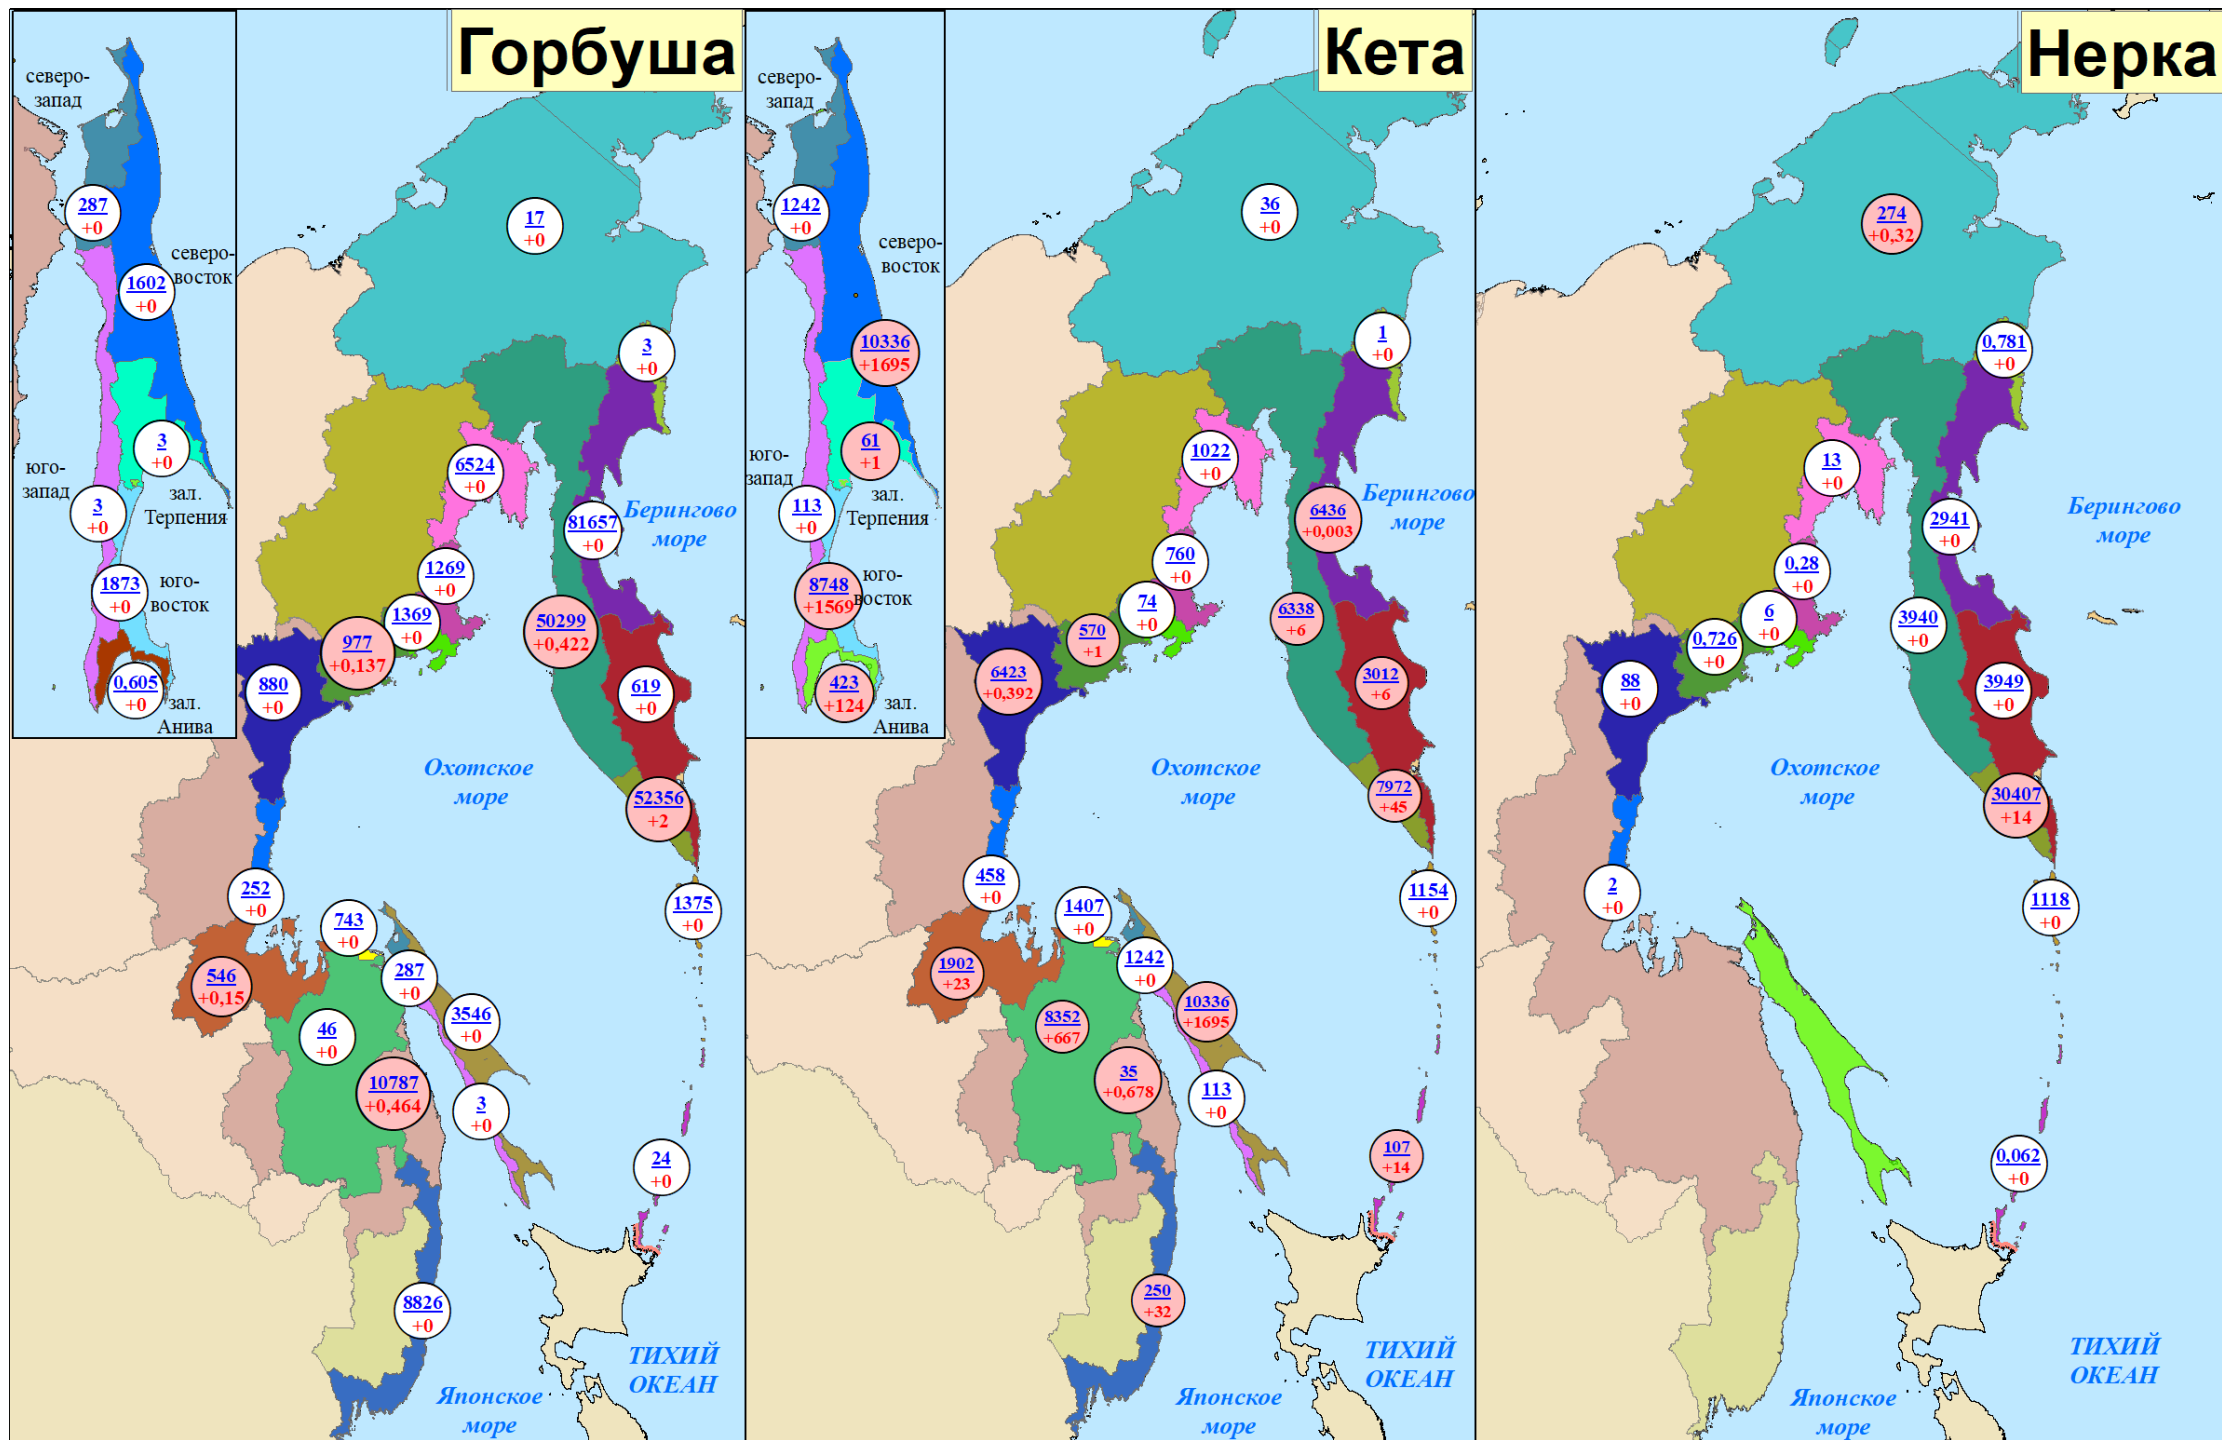 Горбуша
северо-
запад
287
+0
северо-
восток
1602
+0
3
+0
юго-
запад
зал.
Терпения
3
+0
1873
+0
юго-
восток
0,605
+0
зал.
Анива
17
+0
3
+0
6524
+0
81657
+0
Берингово
море
1269
+0
1369
+0
977
+0,137
50299
+0,422
880
+0
619
+0
Охотское
море
52356
+2
252
+0
743
+0
1375
+0
546
+0,15
287
+0
46
+0
3546
+0
10787
+0,464
3
+0
24
+0
8826
+0
ТИХИЙ
ОКЕАН
Японское
море
Кета
северо-
запад
1242
+0
северо-
восток
10336
+1695
61
+1
юго-
запад
зал.
Терпения
113
+0
8748
+1569
юго-
восток
423
+124
зал.
Анива
36
+0
1
+0
1022
+0
6436
+0,003
Берингово
море
760
+0
74
+0
570
+1
6338
+6
6423
+0,392
3012
+6
Охотское
море
7972
+45
458
+0
1407
+0
1154
+0
1902
+23
1242
+0
8352
+667
10336
+1695
35
+0,678
113
+0
107
+14
250
+32
ТИХИЙ
ОКЕАН
Японское
море
Нерка
274
+0,32
0,781
+0
13
+0
2941
+0
Берингово
море
0,28
+0
6
+0
0,726
+0
3940
+0
88
+0
3949
+0
Охотское
море
30407
+14
2
+0
1118
+0
0,062
+0
ТИХИЙ
ОКЕАН
Японское
море